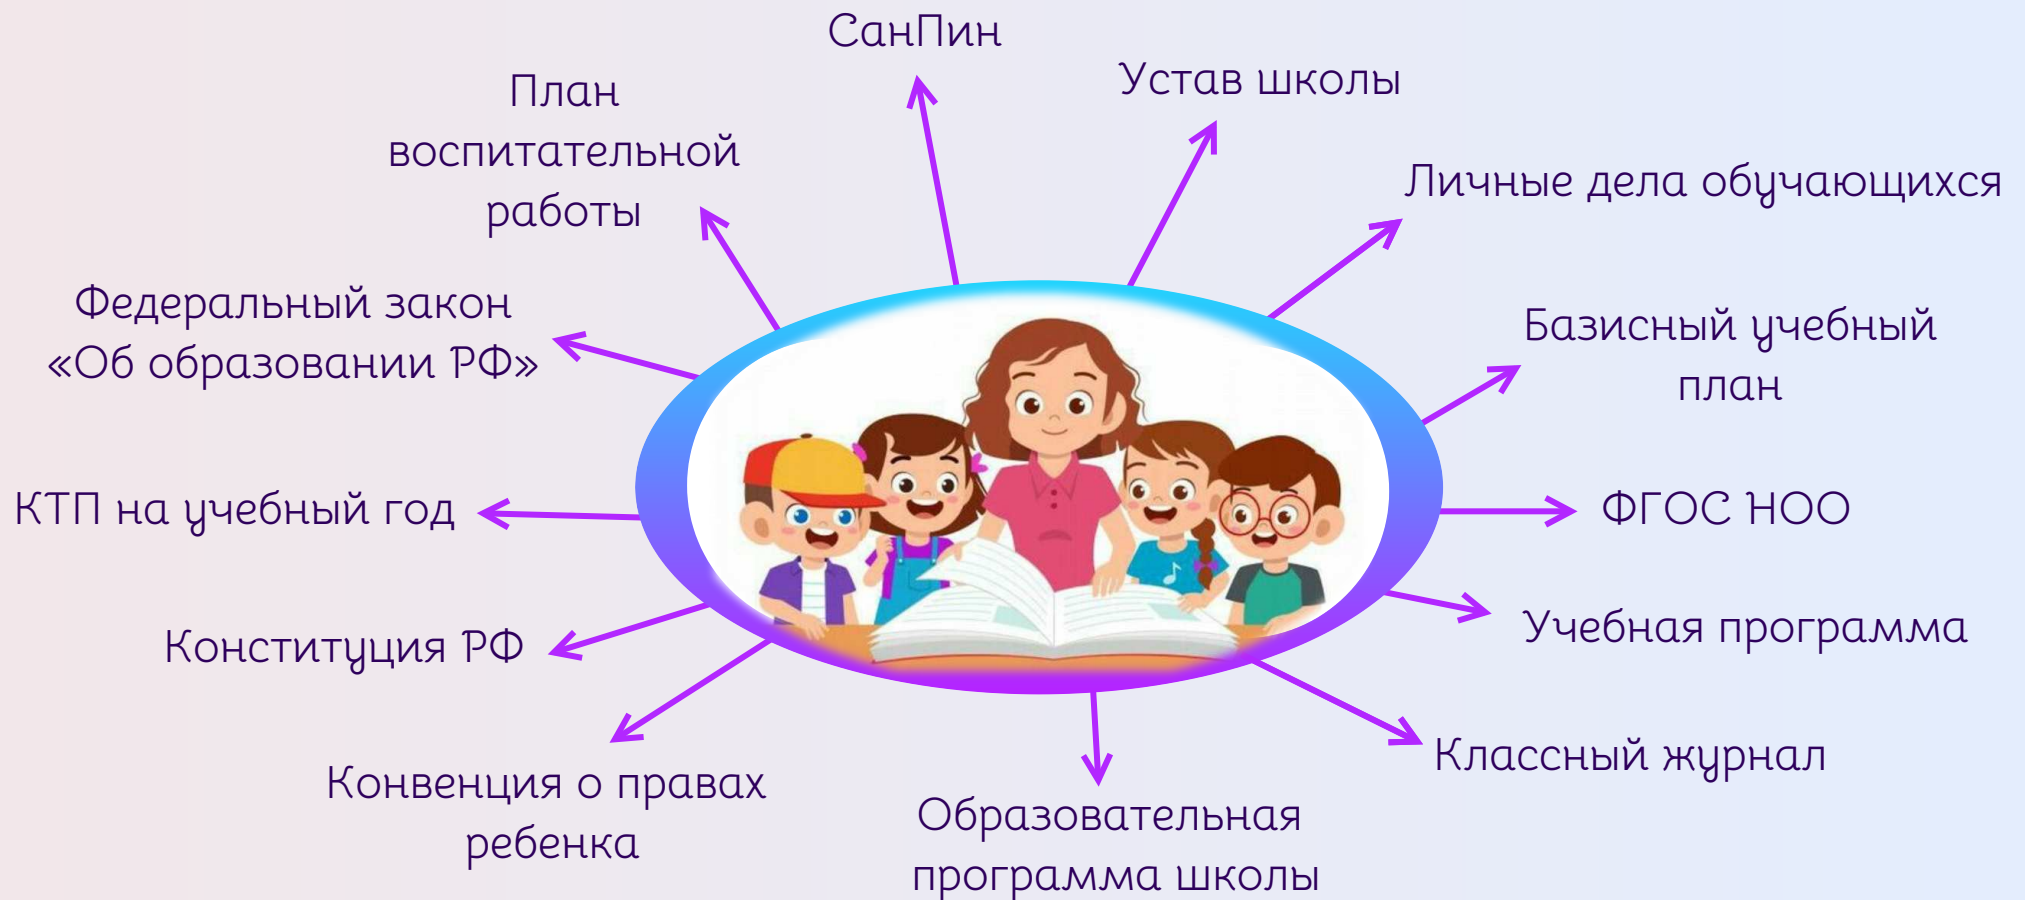 СанПин
Устав школы
План
воспитательной
работы
Личные дела обучающихся
Федеральный закон
«Об образовании РФ»
Базисный учебный
план
КТП на учебный год
ФГОС НОО
Учебная программа
Конституция РФ
Классный журнал
Конвенция о правах
ребенка
Образовательная
программа школы